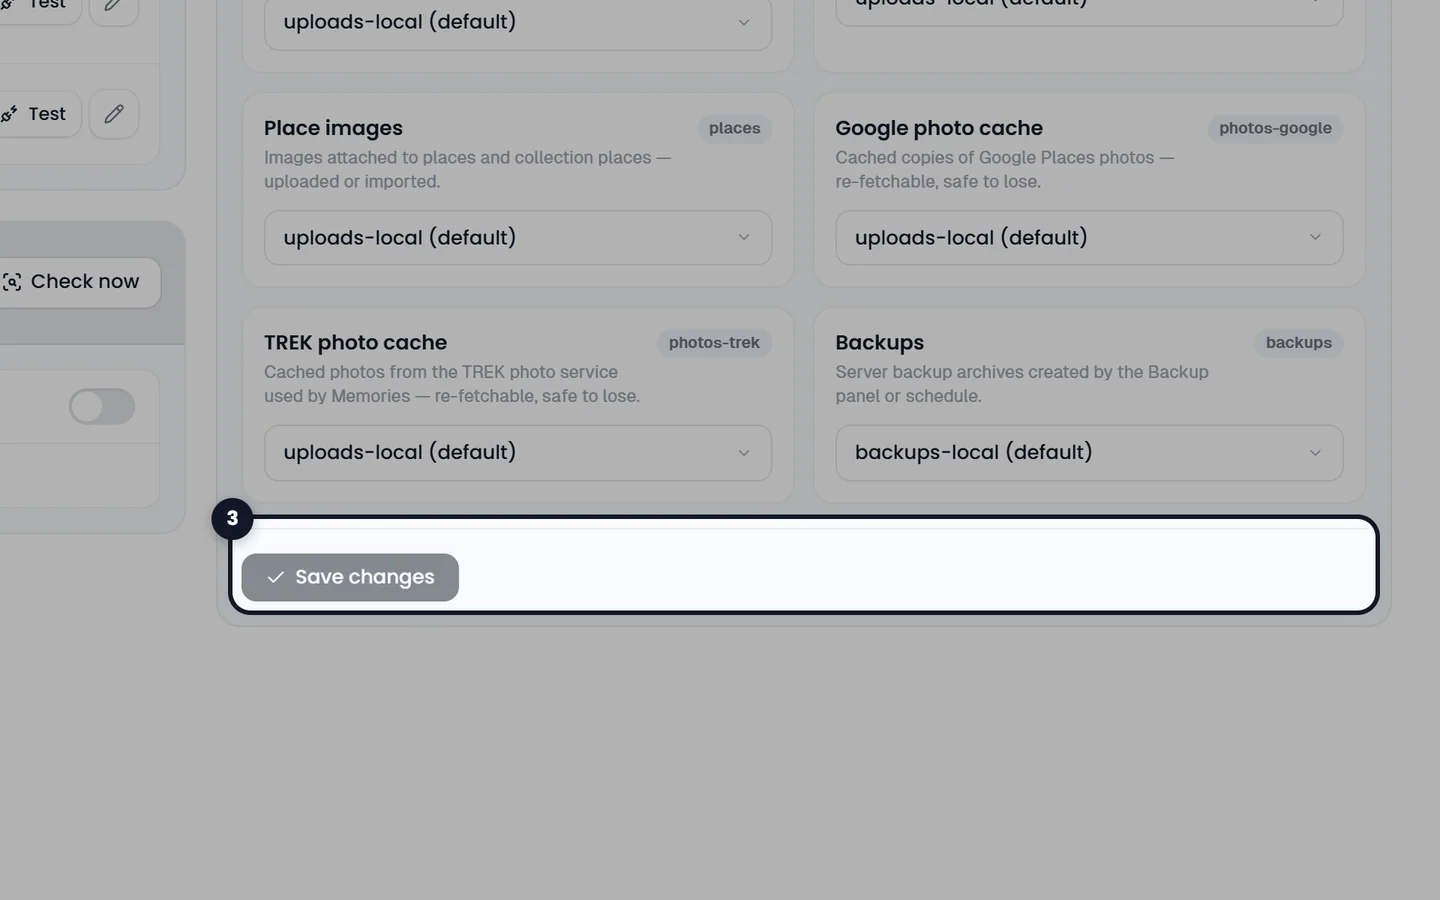 Test
uploads-local (default)
uploads-local (default)
Test
Place images
places
Images attached to places and collection places —
uploaded or imported.
uploads-local (default)
Google photo cache
photos-google
Cached copies of Google Places photos —
re-fetchable, safe to lose.
uploads-local (default)
Check now
TREK photo cache
photos-trek
Cached photos from the TREK photo service
used by Memories — re-fetchable, safe to lose.
uploads-local (default)
Backups
backups
Server backup archives created by the Backup
panel or schedule.
backups-local (default)
3
Save changes